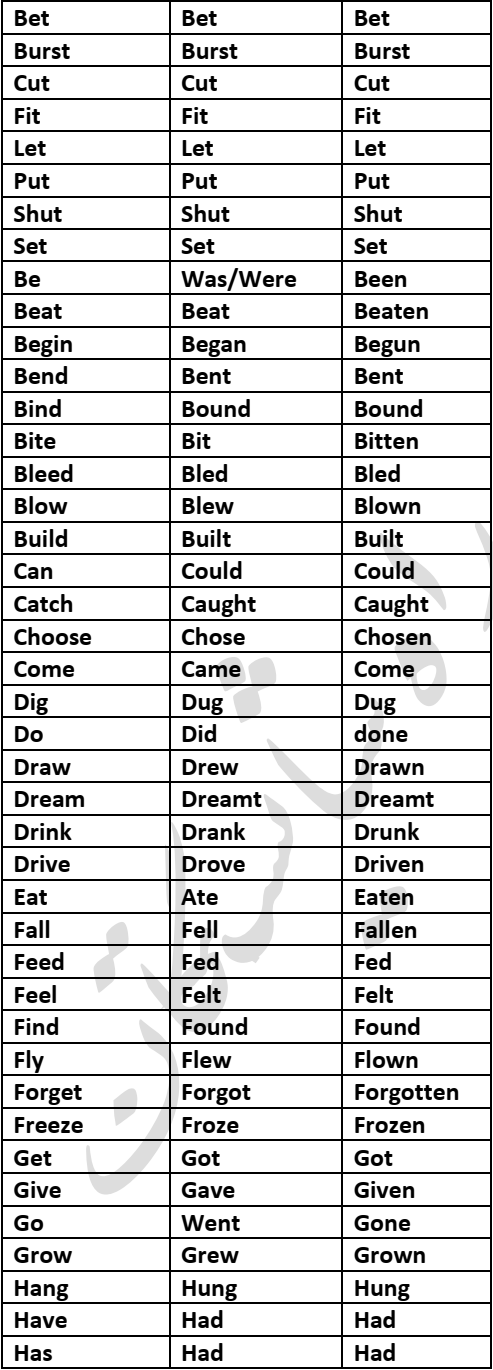 Bet Bet Bet
Burst Burst Burst
Cut Cut Cut
Fit Fit Fit
Let Let Let
Put Put Put
Shut Shut Shut
Set Set Set
Be Was/Were Been
Beat Beat Beaten
Begin Began Begun
Bend Bent Bent
Bind Bound Bound
Bite Bit Bitten
Bleed Bled Bled
Blow Blew Blown
Build Built Built
Can Could Could
Catch Caught Caught
Choose Chose Chosen
Come Came Come
Dig Dug Dug
Do Did done
Draw Drew Drawn
Dream Dreamt Dreamt
Drink Drank Drunk
Drive Drove Driven
Eat Ate Eaten
Fall Fell Fallen
Feed Fed Fed
Feel Felt Felt
Find Found Found
Fly Flew Flown
Forget Forgot Forgotten
Freeze Froze Frozen
Get Got Got
Give Gave Given
Go Went Gone
Grow Grew Grown
Hang Hung Hung
Have Had Had
Has Had Had